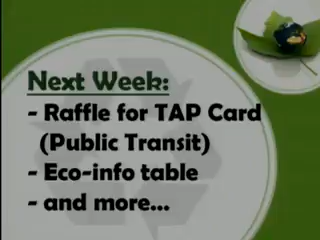 Next Week:
- Raffle for TAP Card
(Public Transit)
- Eco-info table
- and more...